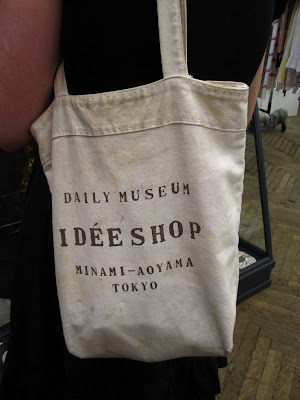 DAILY MUSEUM
IDÉE SHOP
MINAMI-AOYAMA
TOKYO